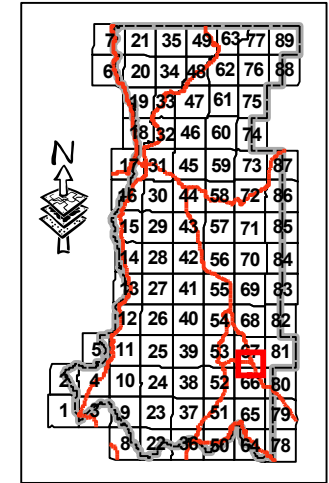 7 21 35 49 63 77 89
6 20 34 48 62 76 88
19 33 47 61 75
18 32 46 60 74
N
17 31 45 59 73 87
16 30 44 58 72 86
15 29 43 57 71 85
14 28 42 56 70 84
13 27 41 55 69 83
12 26 40 54 68 82
5 11 25 39 53 67 81
2 4 10 24 38 52 66 80
1 3 9 23 37 51 65 79
8 22 36 50 64 78